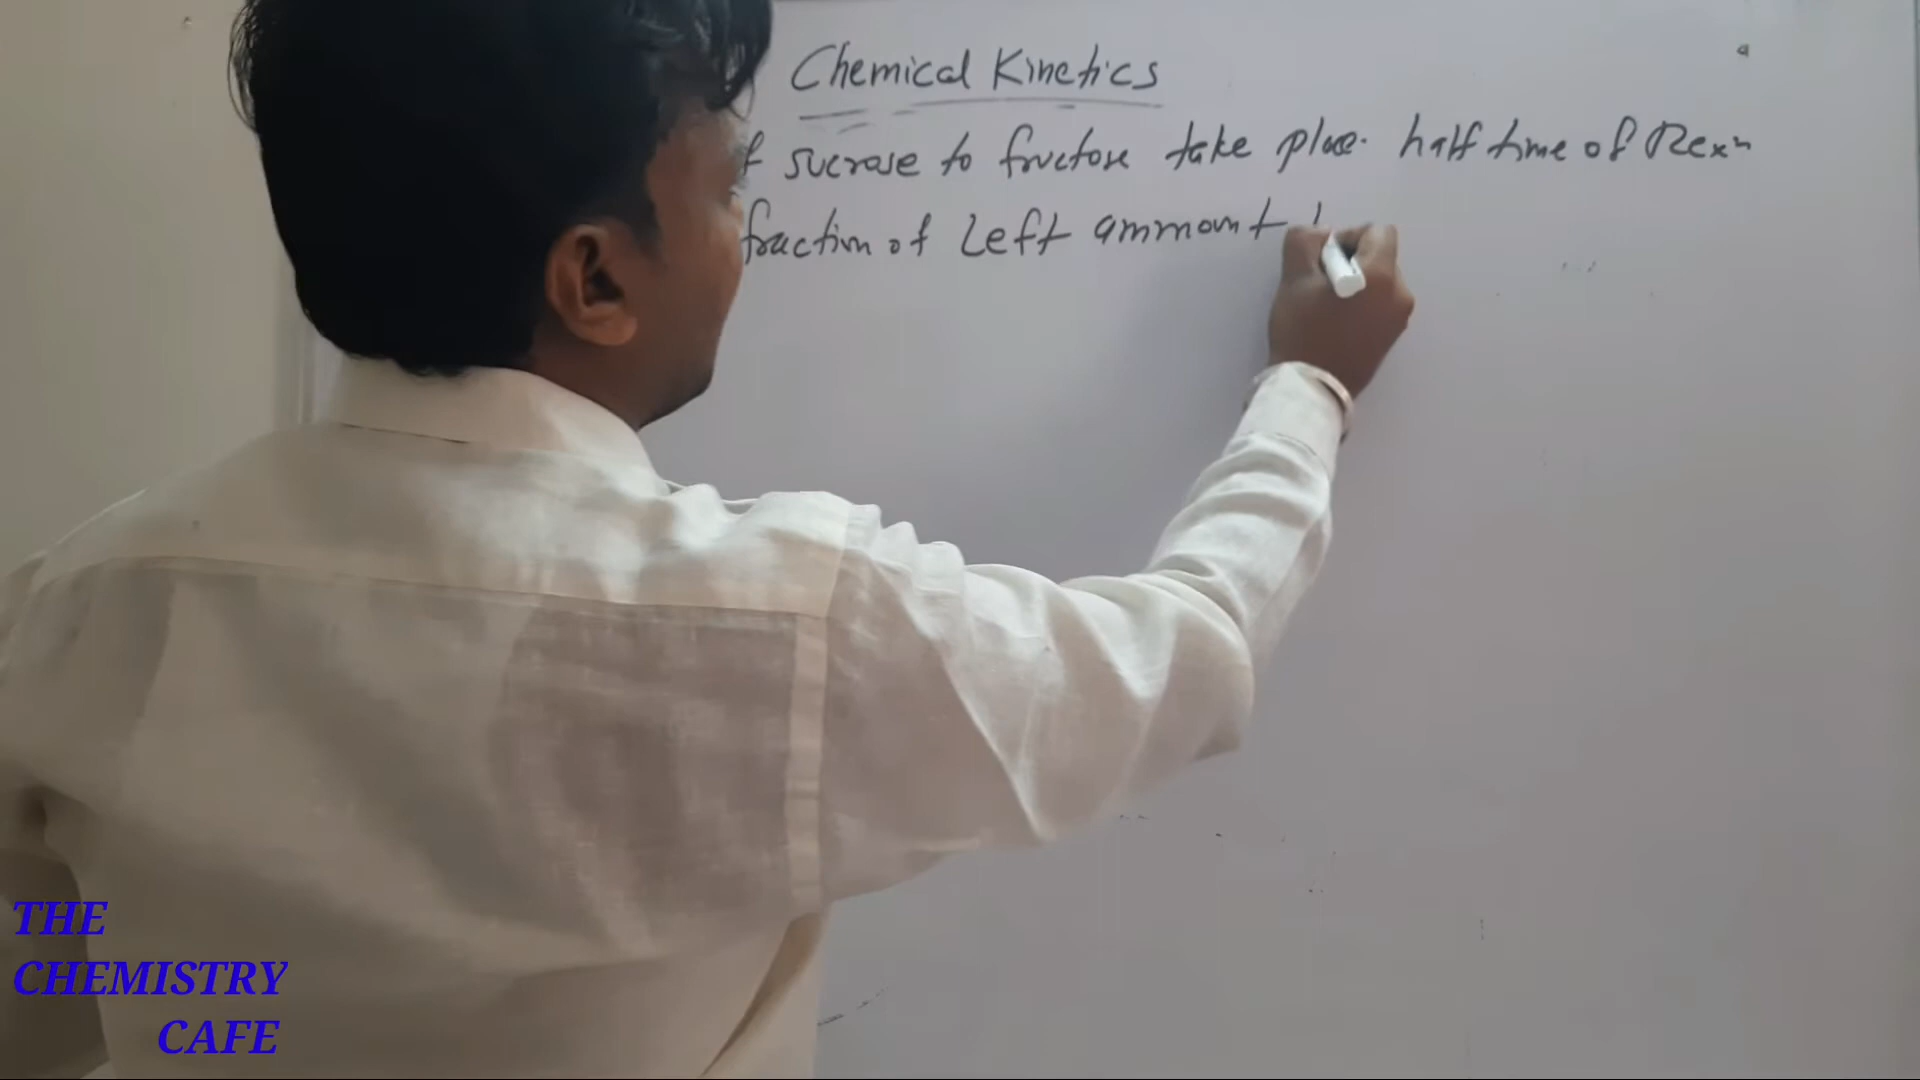 Chemical Kinetics
f sucrose to fructose take place. half time of Rexn
fraction of Left ammount
THE
CHEMISTRY
CAFE